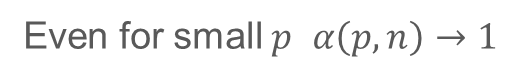 Even for small 𝑝 𝛼(𝑝, 𝑛) → 1